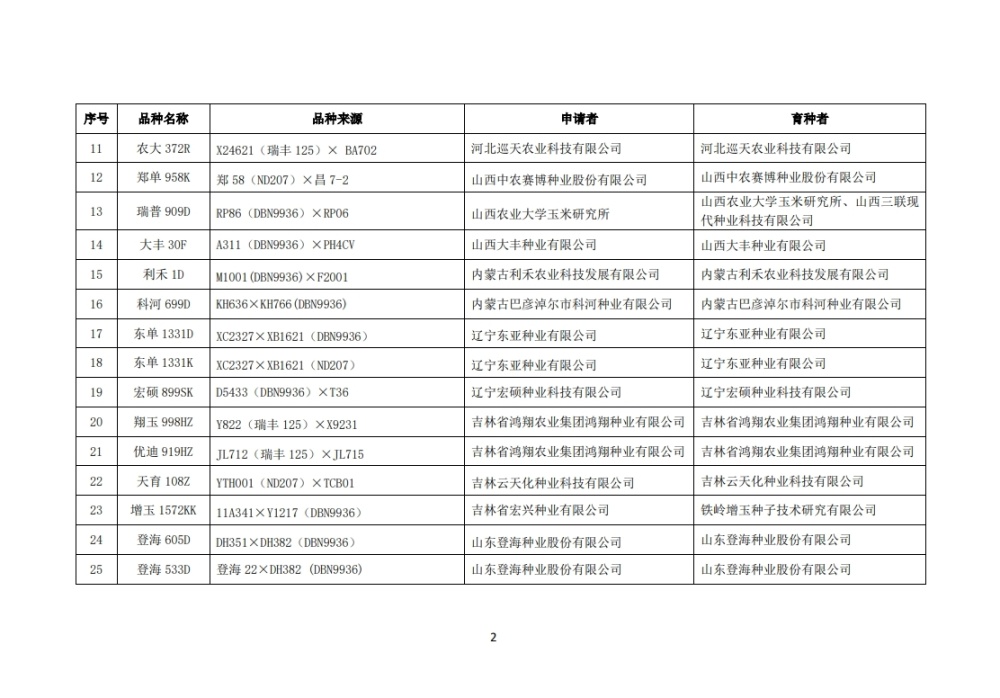 序号 品种名称 品种来源 申请者 育种者
11 农大 372R X24621（瑞丰 125）× BA702 河北巡天农业科技有限公司 河北巡天农业科技有限公司
12 郑单 958K 郑 58（ND207）×昌 7-2 山西中农赛博种业股份有限公司 山西中农赛博种业股份有限公司
13 瑞普 909D RP86（DBN9936）×RP06 山西农业大学玉米研究所 山西农业大学玉米研究所、山西三联现
代种业科技有限公司
14 大丰 30F A311（DBN9936）×PH4CV 山西大丰种业有限公司 山西大丰种业有限公司
15 利禾 1D M1001(DBN9936)×F2001 内蒙古利禾农业科技发展有限公司 内蒙古利禾农业科技发展有限公司
16 科河 699D KH636×KH766(DBN9936) 内蒙古巴彦淖尔市科河种业有限公司 内蒙古巴彦淖尔市科河种业有限公司
17 东单 1331D XC2327×XB1621（DBN9936） 辽宁东亚种业有限公司 辽宁东亚种业有限公司
18 东单 1331K XC2327×XB1621（ND207） 辽宁东亚种业有限公司 辽宁东亚种业有限公司
19 宏硕 899SK D5433（DBN9936）×T36 辽宁宏硕种业科技有限公司 辽宁宏硕种业科技有限公司
20 翔玉 998HZ Y822（瑞丰 125）×X9231 吉林省鸿翔农业集团鸿翔种业有限公司 吉林省鸿翔农业集团鸿翔种业有限公司
21 优迪 919HZ JL712（瑞丰 125）×JL715 吉林省鸿翔农业集团鸿翔种业有限公司 吉林省鸿翔农业集团鸿翔种业有限公司
22 天育 108Z YTH001（ND207）×TCB01 吉林云天化种业科技有限公司 吉林云天化种业科技有限公司
23 增玉 1572KK 11A341×Y1217（DBN9936） 吉林省宏兴种业有限公司 铁岭增玉种子技术研究有限公司
24 登海 605D DH351×DH382（DBN9936） 山东登海种业股份有限公司 山东登海种业股份有限公司
25 登海 533D 登海 22×DH382 (DBN9936) 山东登海种业股份有限公司 山东登海种业股份有限公司
2